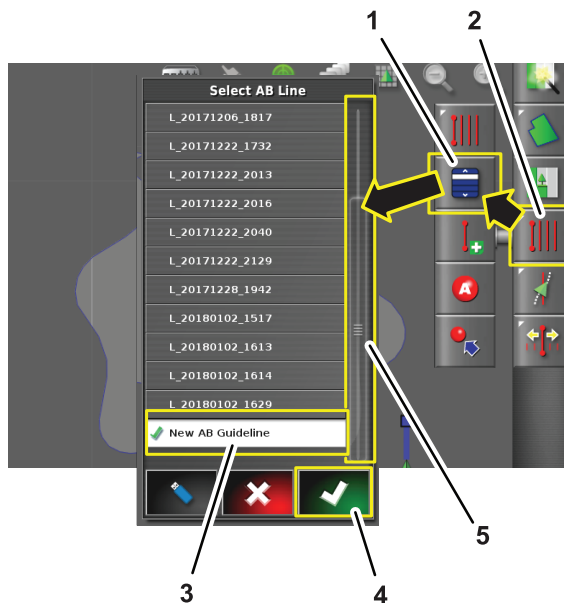 1
2
Select AB Line
L_20171206_1817
L_20171222_1732
L_20171222_2013
L_20171222_2016
L_20171222_2040
L_20171222_2129
L_20171228_1942
L_20180102_1517
L_20180102_1613
L_20180102_1614
L_20180102_1629
New AB Guideline
A
5
3
4